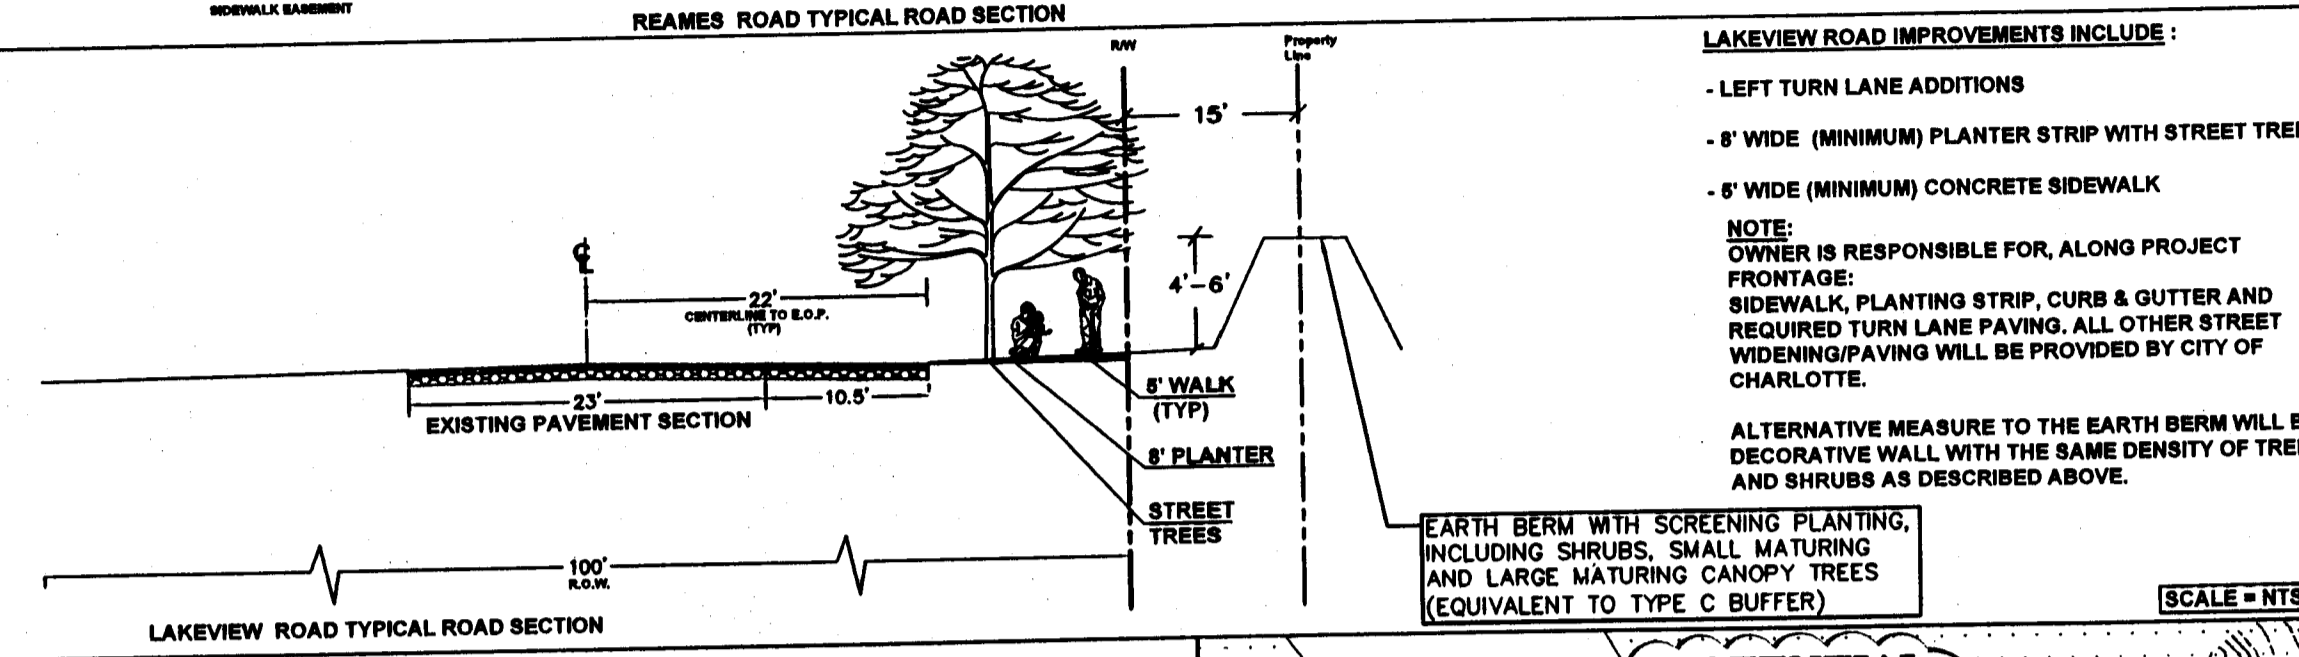 SIDEWALK EASEMENT
REAMES ROAD TYPICAL ROAD SECTION
R/W
Property
Line
15'
℄
22'
CENTERLINE TO E.O.P.
(TYP)
4'-6'
23'
10.5'
EXISTING PAVEMENT SECTION
5' WALK
(TYP)
8' PLANTER
STREET
TREES
100'
R.O.W.
LAKEVIEW ROAD TYPICAL ROAD SECTION
LAKEVIEW ROAD IMPROVEMENTS INCLUDE :
- LEFT TURN LANE ADDITIONS
- 8' WIDE (MINIMUM) PLANTER STRIP WITH STREET TREE
- 5' WIDE (MINIMUM) CONCRETE SIDEWALK
NOTE:
OWNER IS RESPONSIBLE FOR, ALONG PROJECT
FRONTAGE:
SIDEWALK, PLANTING STRIP, CURB & GUTTER AND
REQUIRED TURN LANE PAVING. ALL OTHER STREET
WIDENING/PAVING WILL BE PROVIDED BY CITY OF
CHARLOTTE.
ALTERNATIVE MEASURE TO THE EARTH BERM WILL B
DECORATIVE WALL WITH THE SAME DENSITY OF TREE
AND SHRUBS AS DESCRIBED ABOVE.
EARTH BERM WITH SCREENING PLANTING,
INCLUDING SHRUBS, SMALL MATURING
AND LARGE MATURING CANOPY TREES
(EQUIVALENT TO TYPE C BUFFER)
SCALE = NTS